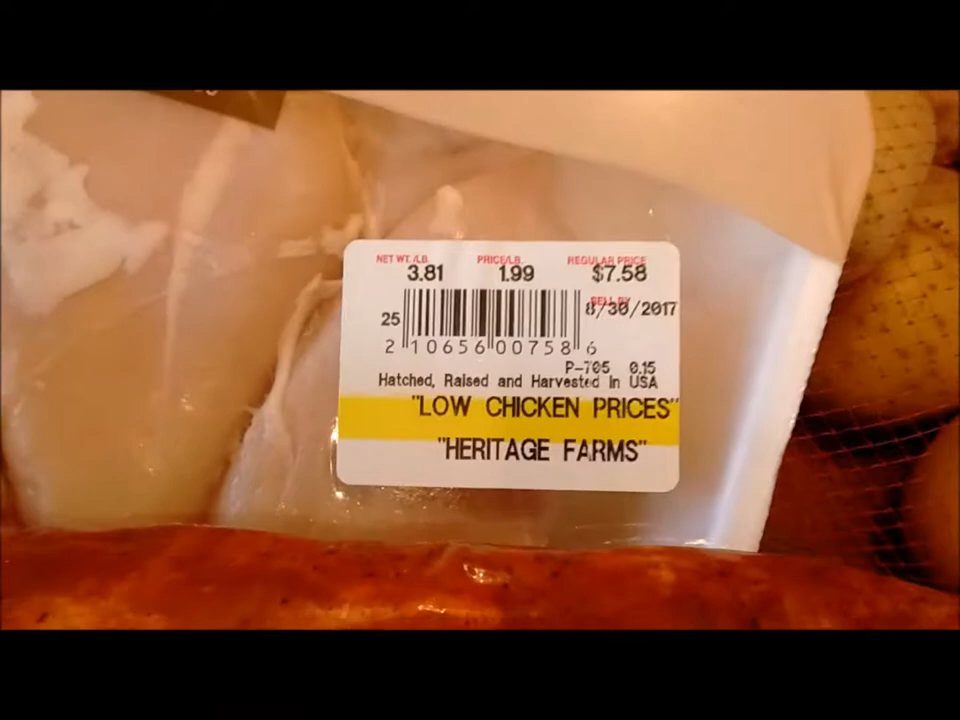 NET WT./LB. PRICE/LB. REGULAR PRICE
3.81 1.99 $7.58
SELL BY
8/30/2017
25
2 10656 00758 6
P-705 0.15
Hatched, Raised and Harvested in USA
"LOW CHICKEN PRICES"
"HERITAGE FARMS"